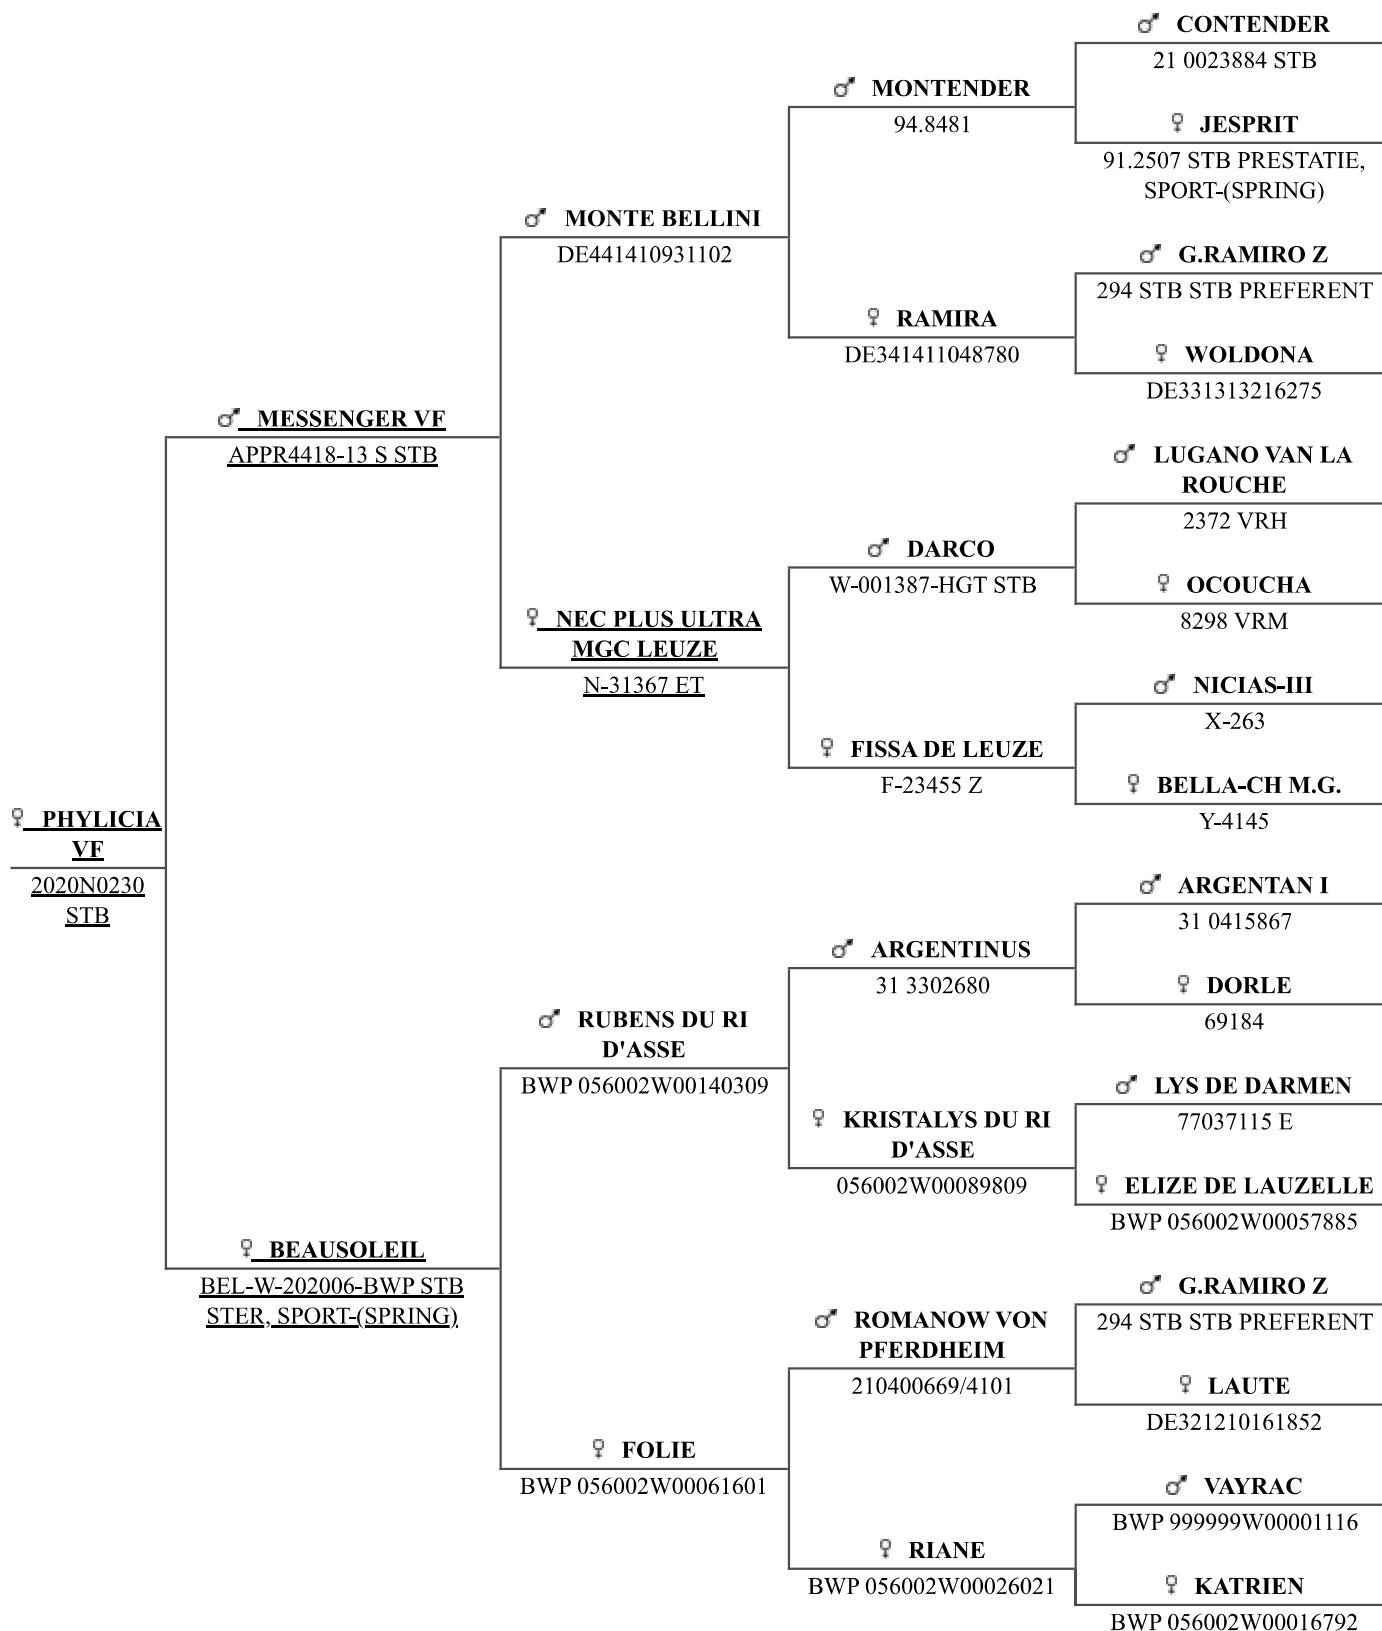 ♂ CONTENDER
21 0023884 STB
♂ MONTENDER
94.8481
♀ JESPRIT
91.2507 STB PRESTATIE,
SPORT-(SPRING)
♂ MONTE BELLINI
DE441410931102
♂ G.RAMIRO Z
294 STB STB PREFERENT
♀ RAMIRA
DE341411048780
♀ WOLDONA
DE331313216275
♂ MESSENGER VF
APPR4418-13 S STB
♂ LUGANO VAN LA
ROUCHE
2372 VRH
♂ DARCO
W-001387-HGT STB
♀ OCOUCHA
8298 VRM
♀ NEC PLUS ULTRA
MGC LEUZE
N-31367 ET
♂ NICIAS-III
X-263
♀ FISSA DE LEUZE
F-23455 Z
♀ BELLA-CH M.G.
Y-4145
♀ PHYLICIA
VF
2020N0230
STB
♂ ARGENTAN I
31 0415867
♂ ARGENTINUS
31 3302680
♀ DORLE
69184
♂ RUBENS DU RI
D'ASSE
BWP 056002W00140309
♂ LYS DE DARMEN
77037115 E
♀ KRISTALYS DU RI
D'ASSE
056002W00089809
♀ ELIZE DE LAUZELLE
BWP 056002W00057885
♀ BEAUSOLEIL
BEL-W-202006-BWP STB
STER, SPORT-(SPRING)
♂ G.RAMIRO Z
294 STB STB PREFERENT
♂ ROMANOW VON
PFERDHEIM
210400669/4101
♀ LAUTE
DE321210161852
♀ FOLIE
BWP 056002W00061601
♂ VAYRAC
BWP 999999W00001116
♀ RIANE
BWP 056002W00026021
♀ KATRIEN
BWP 056002W00016792